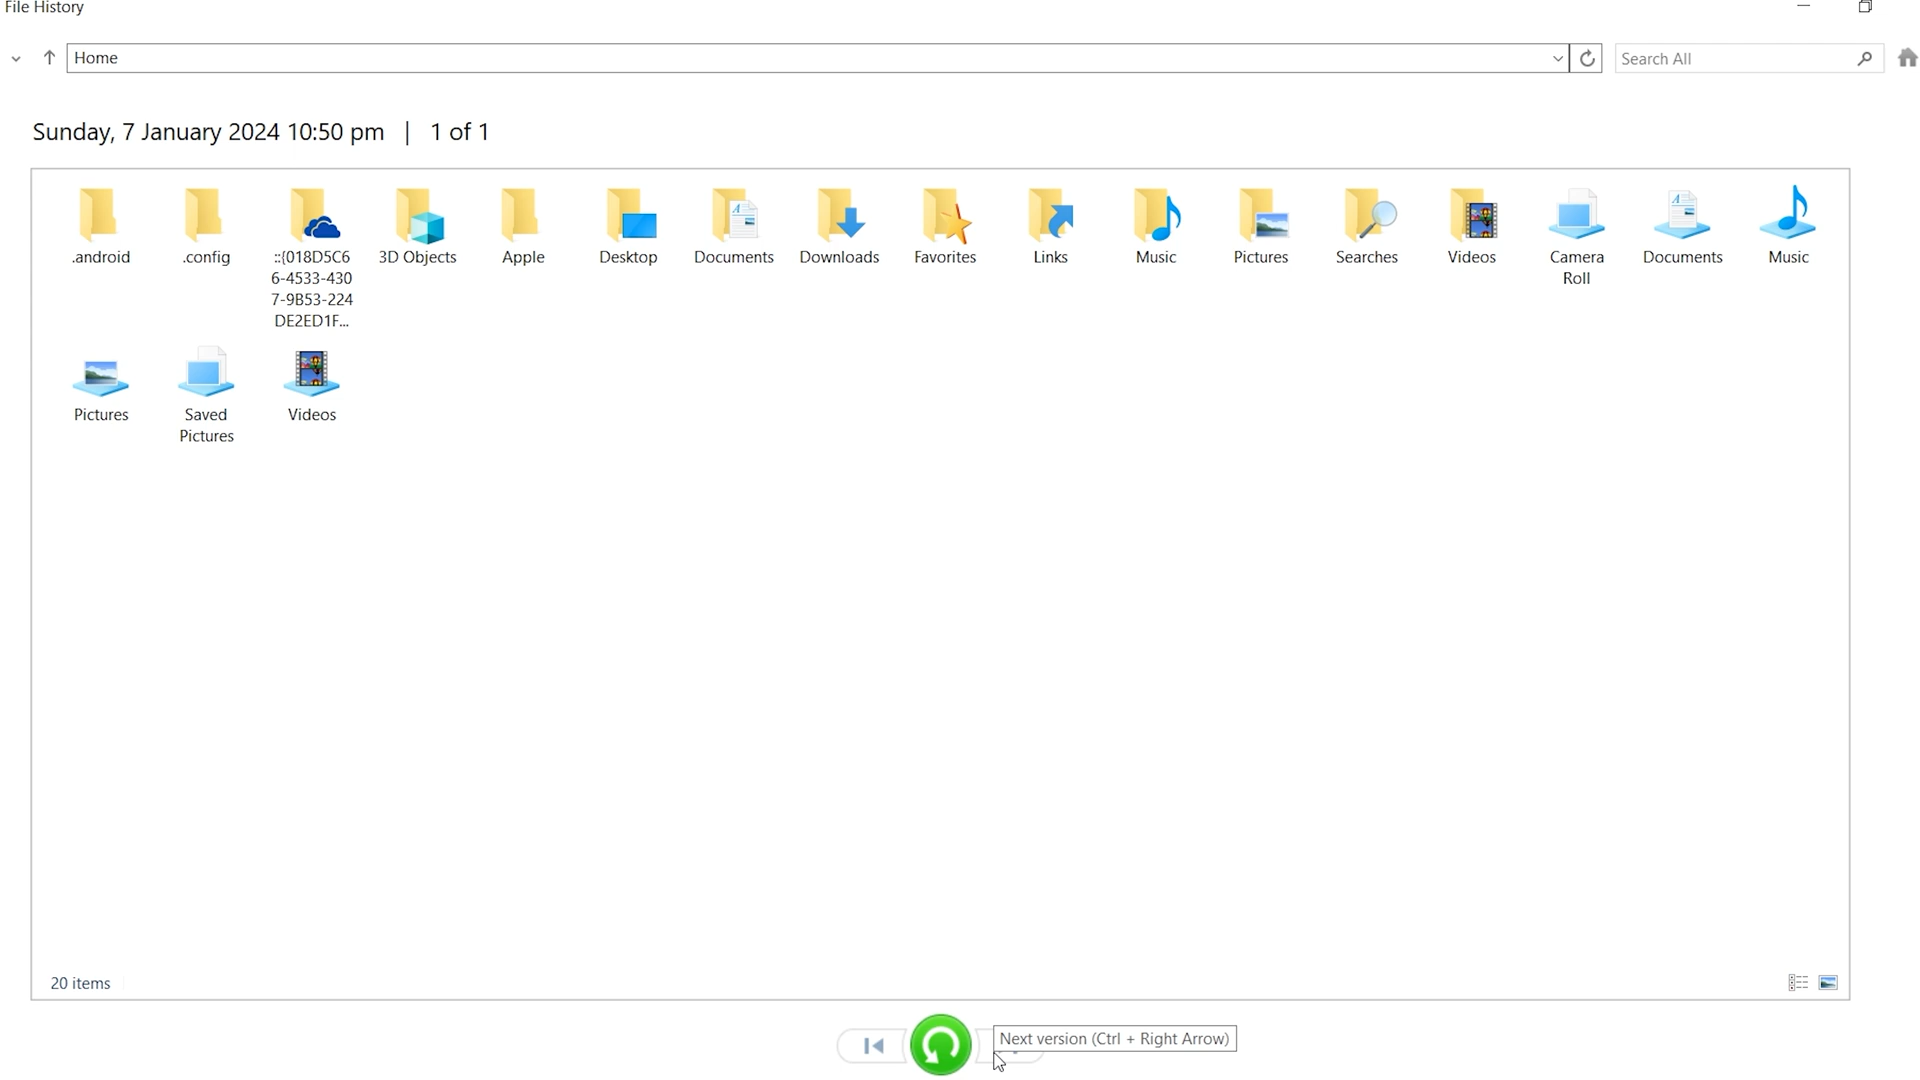 File History
Home
Search All
Sunday, 7 January 2024 10:50 pm | 1 of 1
.android
.config
::{018D5C6
6-4533-430
7-9B53-224
DE2ED1F...
3D Objects
Apple
Desktop
Documents
Downloads
Favorites
Links
Music
Pictures
Searches
Videos
Camera
Roll
Documents
Music
Pictures
Saved
Pictures
Videos
20 items
Next version (Ctrl + Right Arrow)